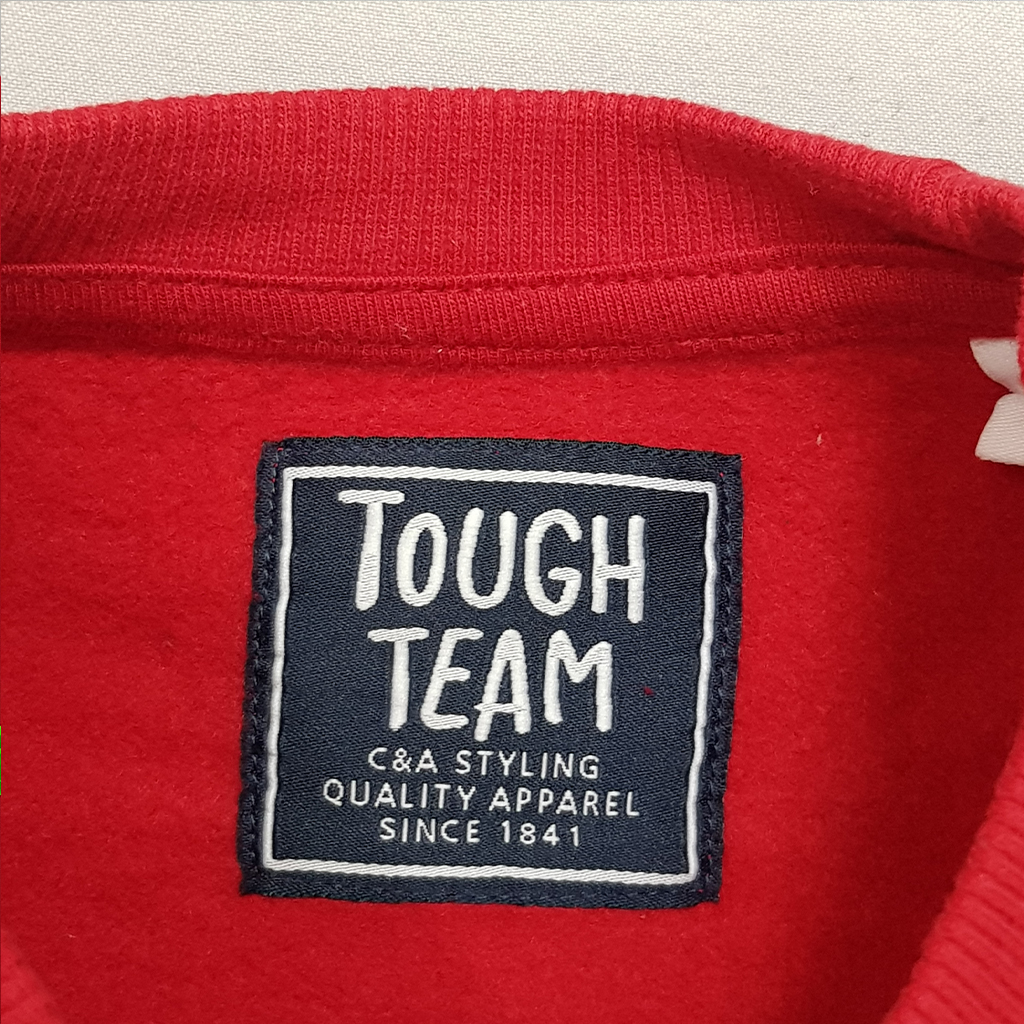 TOUGH
TEAM
C&A STYLING
QUALITY APPAREL
SINCE 1841